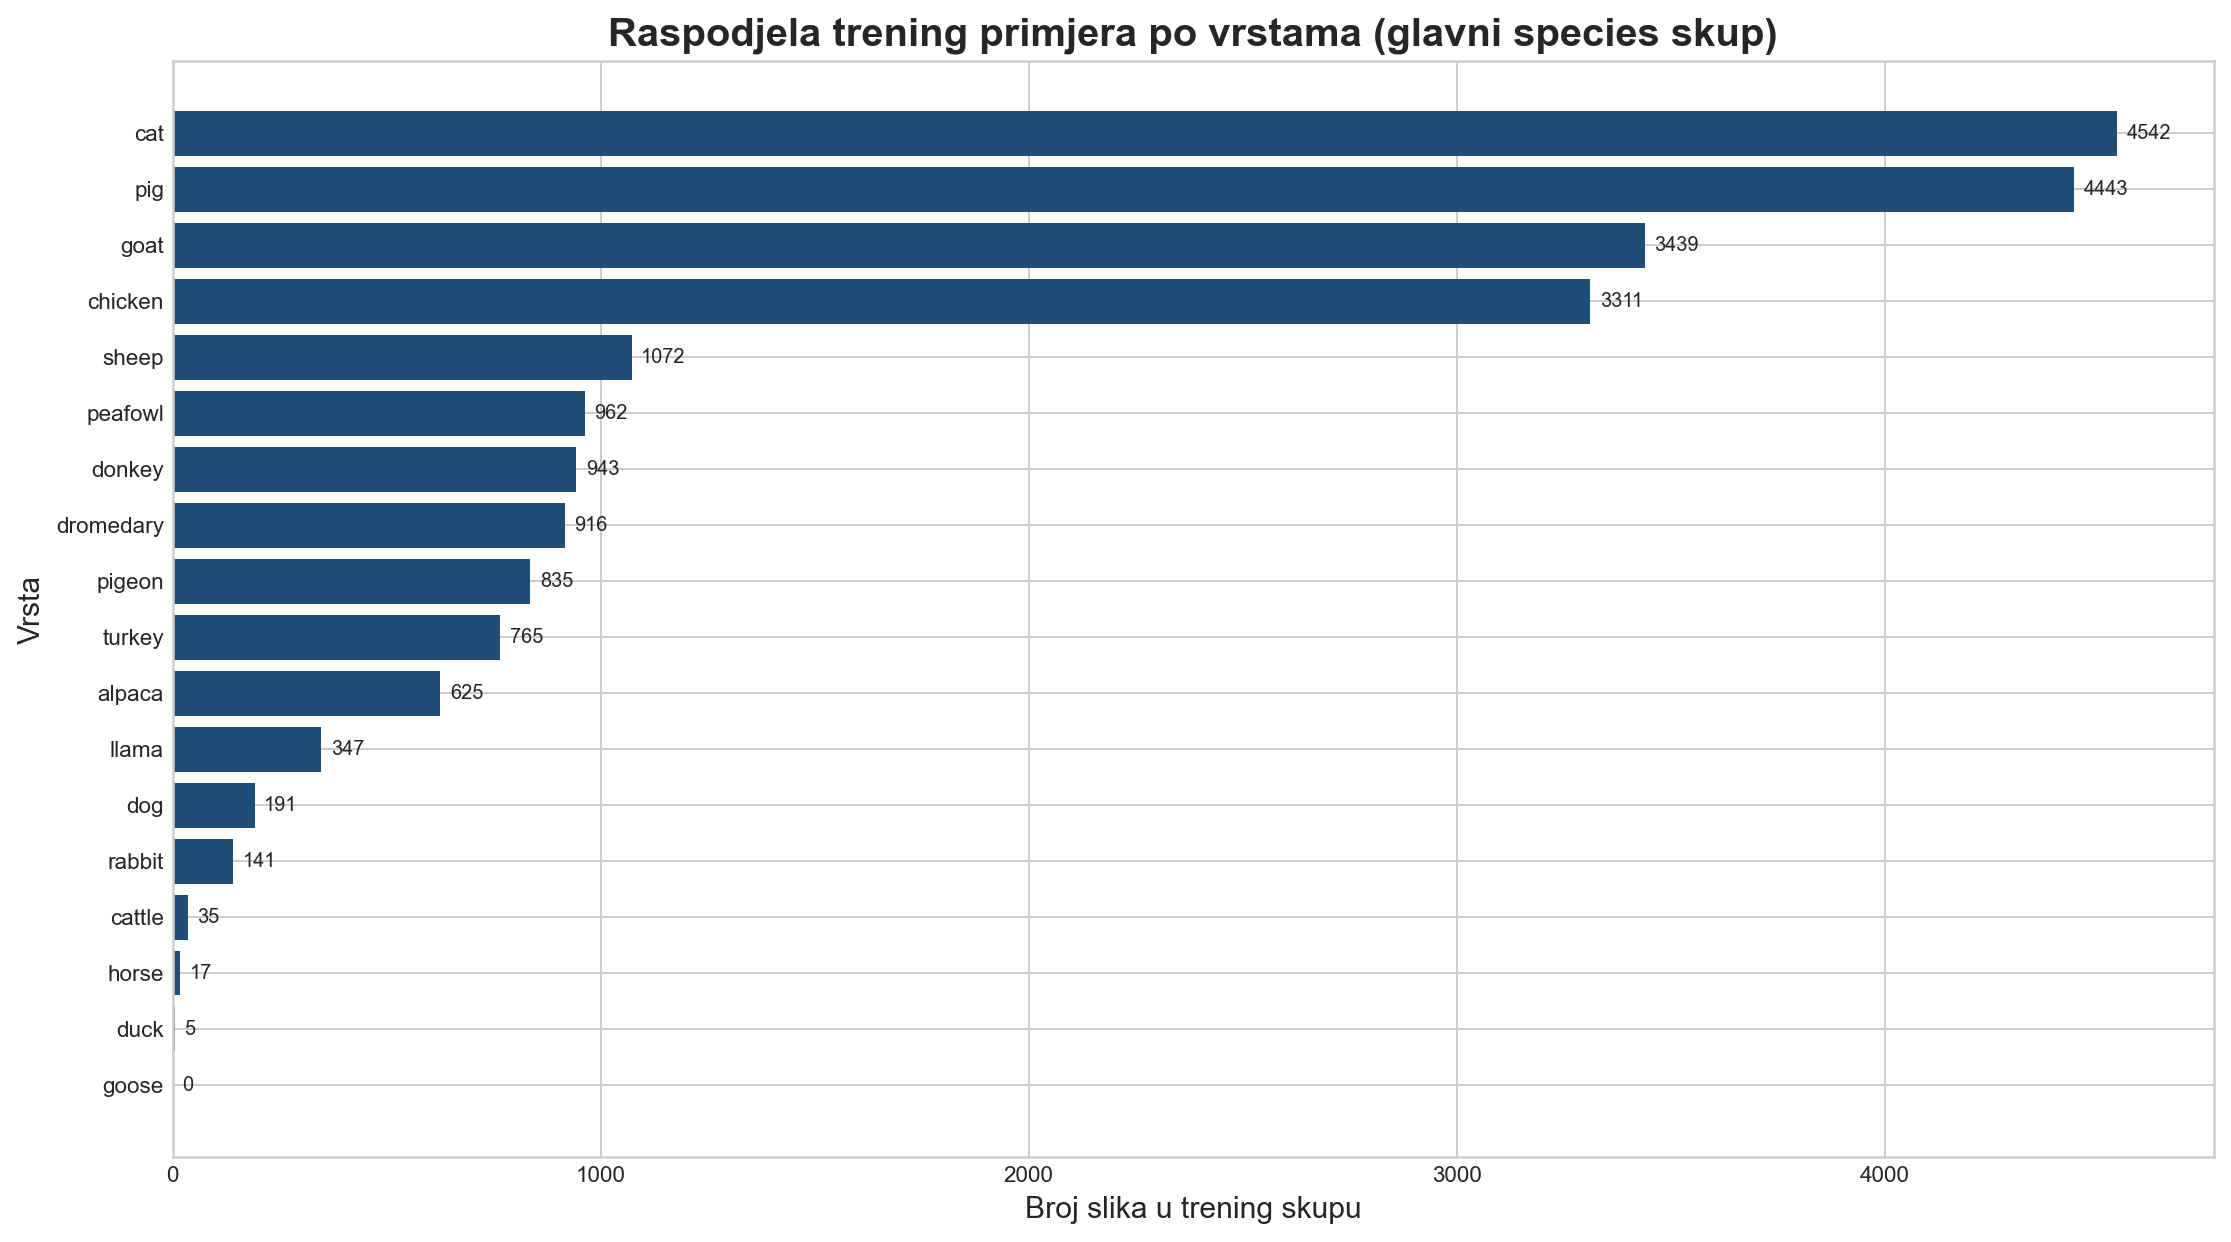 Raspodjela trening primjera po vrstama (glavni species skup)
Vrsta
cat 4542
pig 4443
goat 3439
chicken 3311
sheep 1072
peafowl 962
donkey 943
dromedary 916
pigeon 835
turkey 765
alpaca 625
llama 347
dog 191
rabbit 141
cattle 35
horse 17
duck 5
goose 0
0 1000 2000 3000 4000
Broj slika u trening skupu